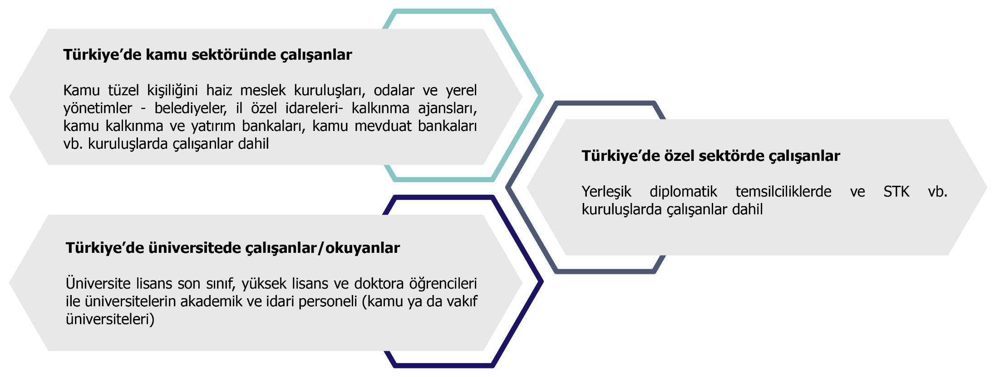 Türkiye’de kamu sektöründe çalışanlar
Kamu tüzel kişiliğini haiz meslek kuruluşları, odalar ve yerel
yönetimler - belediyeler, il özel idareleri- kalkınma ajansları,
kamu kalkınma ve yatırım bankaları, kamu mevduat bankaları
vb. kuruluşlarda çalışanlar dahil
Türkiye’de özel sektörde çalışanlar
Yerleşik diplomatik temsilciliklerde ve STK vb.
kuruluşlarda çalışanlar dahil
Türkiye’de üniversitede çalışanlar/okuyanlar
Üniversite lisans son sınıf, yüksek lisans ve doktora öğrencileri
ile üniversitelerin akademik ve idari personeli (kamu ya da vakıf
üniversiteleri)